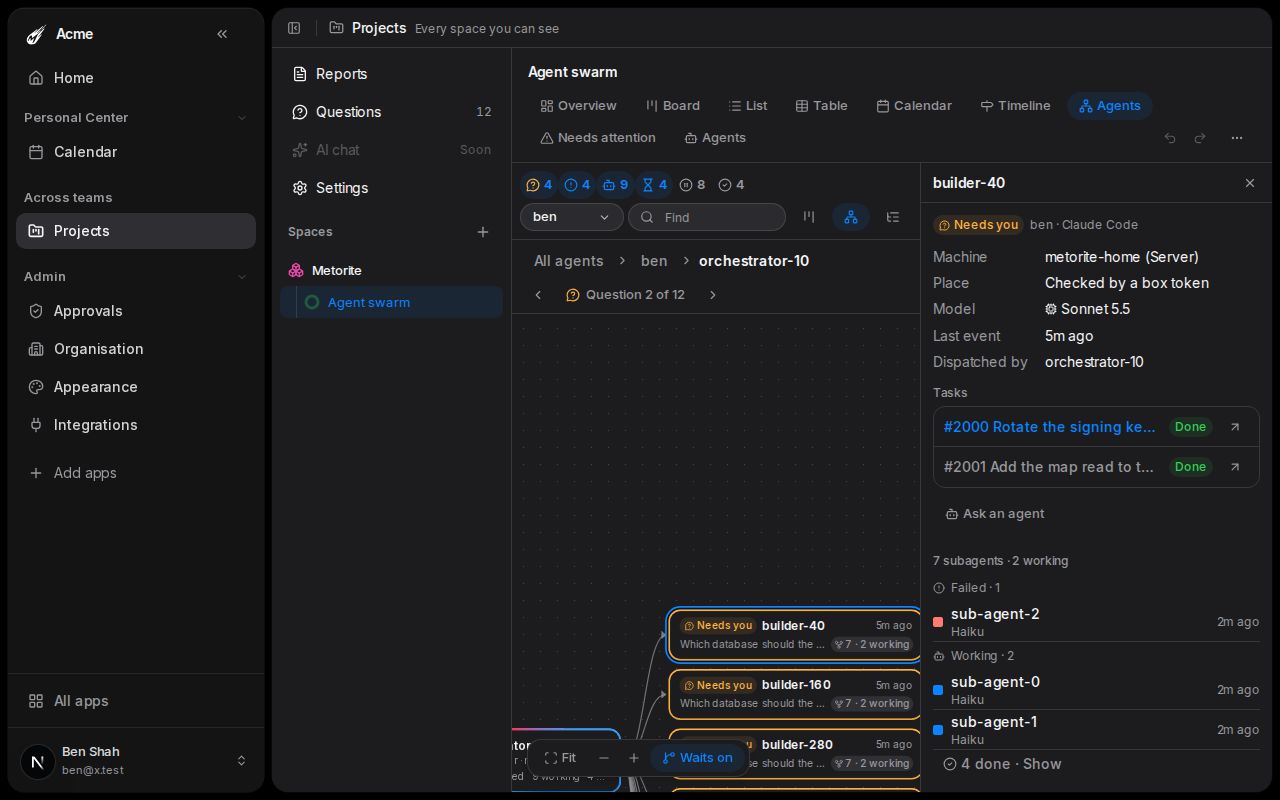 Acme
Home
Personal Center
Calendar
Across teams
Projects
Admin
Approvals
Organisation
Appearance
Integrations
Add apps
All apps
Ben Shah
ben@x.test
Projects Every space you can see
Reports
Questions 12
AI chat Soon
Settings
Spaces
Metorite
Agent swarm
Agent swarm
Overview Board List Table Calendar Timeline Agents
Needs attention Agents
4 4 9 4 8 4
ben Find
All agents ben orchestrator-10
Question 2 of 12
Needs you builder-40 5m ago
Which database should the ... 7 · 2 working
Needs you builder-160 5m ago
Which database should the ... 7 · 2 working
builder-280 5m ago
se should the ... 7 · 2 working
Fit Waits on
builder-40
Needs you ben · Claude Code
Machine metorite-home (Server)
Place Checked by a box token
Model Sonnet 5.5
Last event 5m ago
Dispatched by orchestrator-10
Tasks
#2000 Rotate the signing ke... Done
#2001 Add the map read to t... Done
Ask an agent
7 subagents · 2 working
Failed · 1
sub-agent-2 2m ago
Haiku
Working · 2
sub-agent-0 2m ago
Haiku
sub-agent-1 2m ago
Haiku
4 done · Show